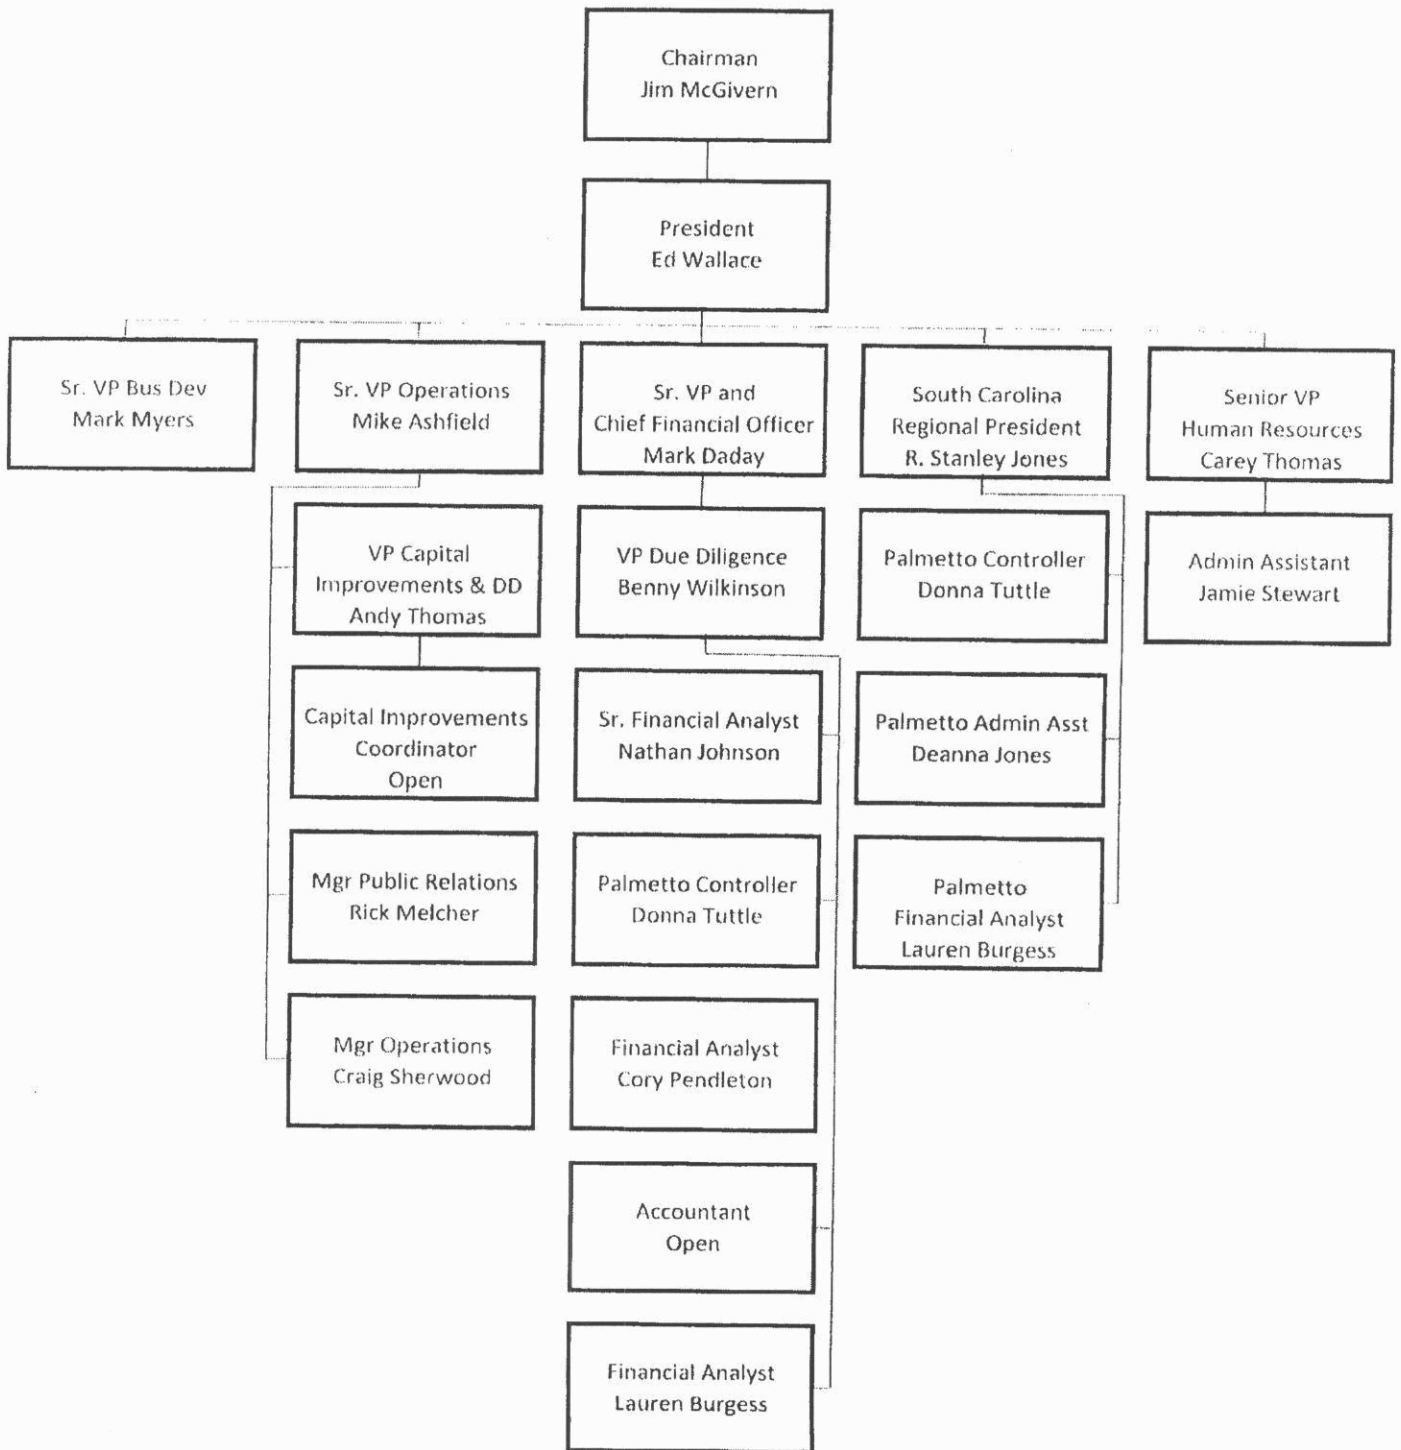 Chairman
Jim McGivern
President
Ed Wallace
Sr. VP Bus Dev
Mark Myers
Sr. VP Operations
Mike Ashfield
Sr. VP and
Chief Financial Officer
Mark Daday
South Carolina
Regional President
R. Stanley Jones
Senior VP
Human Resources
Carey Thomas
VP Capital
Improvements & DD
Andy Thomas
VP Due Diligence
Benny Wilkinson
Palmetto Controller
Donna Tuttle
Admin Assistant
Jamie Stewart
Capital Improvements
Coordinator
Open
Sr. Financial Analyst
Nathan Johnson
Palmetto Admin Asst
Deanna Jones
Mgr Public Relations
Rick Melcher
Palmetto Controller
Donna Tuttle
Palmetto
Financial Analyst
Lauren Burgess
Mgr Operations
Craig Sherwood
Financial Analyst
Cory Pendleton
Accountant
Open
Financial Analyst
Lauren Burgess